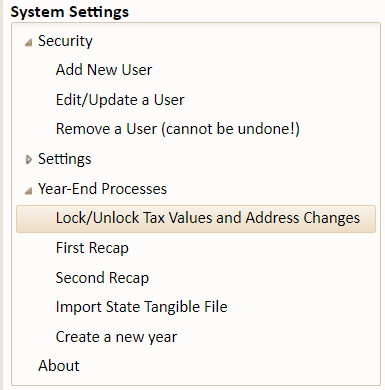 System Settings
Security
Add New User
Edit/Update a User
Remove a User (cannot be undone!)
Settings
Year-End Processes
Lock/Unlock Tax Values and Address Changes
First Recap
Second Recap
Import State Tangible File
Create a new year
About